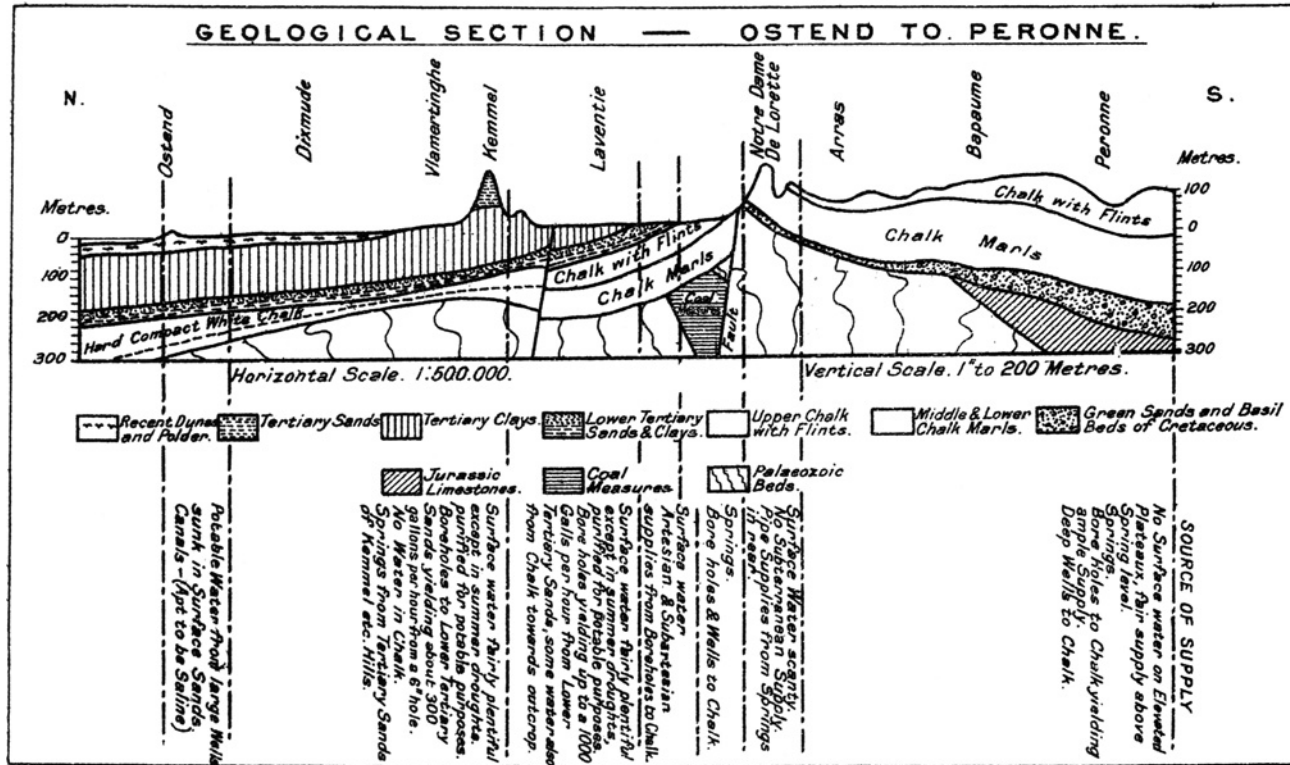 GEOLOGICAL SECTION — OSTEND TO PERONNE.
N.
S.
Ostend
Dixmude
Vlamertinghe
Kemmel
Laventie
Notre Dame
De Lorette
Arras
Bapaume
Peronne
Metres.
0
100
200
300
Metres.
100
0
100
200
300
Hard Compact White Chalk
Chalk with Flints
Chalk Marls
Coal
Measures
Fault
Chalk with Flints
Chalk Marls
Horizontal Scale. 1:500.000.
Vertical Scale. 1" to 200 Metres.
Recent Dunes
and Polder.
Tertiary Sands
Tertiary Clays.
Lower Tertiary
Sands & Clays.
Upper Chalk
with Flints.
Middle & Lower
Chalk Marls.
Green Sands and Basil
Beds of Cretaceous.
Jurassic
Limestones.
Coal
Measures
Palaeozoic
Beds.
Potable Water from large Wells
sunk in Surface Sands
Canals - (Apt to be Saline)
Surface water fairly plentiful
except in summer droughts.
purified for potable purposes.
Boreholes to Lower Tertiary
Sands yielding about 300
gallons per hour from a 6" hole.
No Water in Chalk.
Springs from Tertiary Sands
of Kemmel etc. Hills.
Surface water fairly plentiful
except in summer droughts,
purified for potable purposes.
Bore holes yielding up to a 1000
Galls per hour from Lower
Tertiary Sands, some water also
from Chalk towards outcrop.
Surface water
Artesian & Subartesian
supplies from Boreholes to Chalk.
Springs.
Bore holes & Wells to Chalk.
Surface Water scanty.
No Subterranean Supply.
Pipe Supplies from Springs
in rear.
SOURCE OF SUPPLY
No Surface water on Elevated
Plateaux, fair supply above
Spring level.
Springs.
Bore Holes to Chalk yielding
ample Supply.
Deep Wells to Chalk.